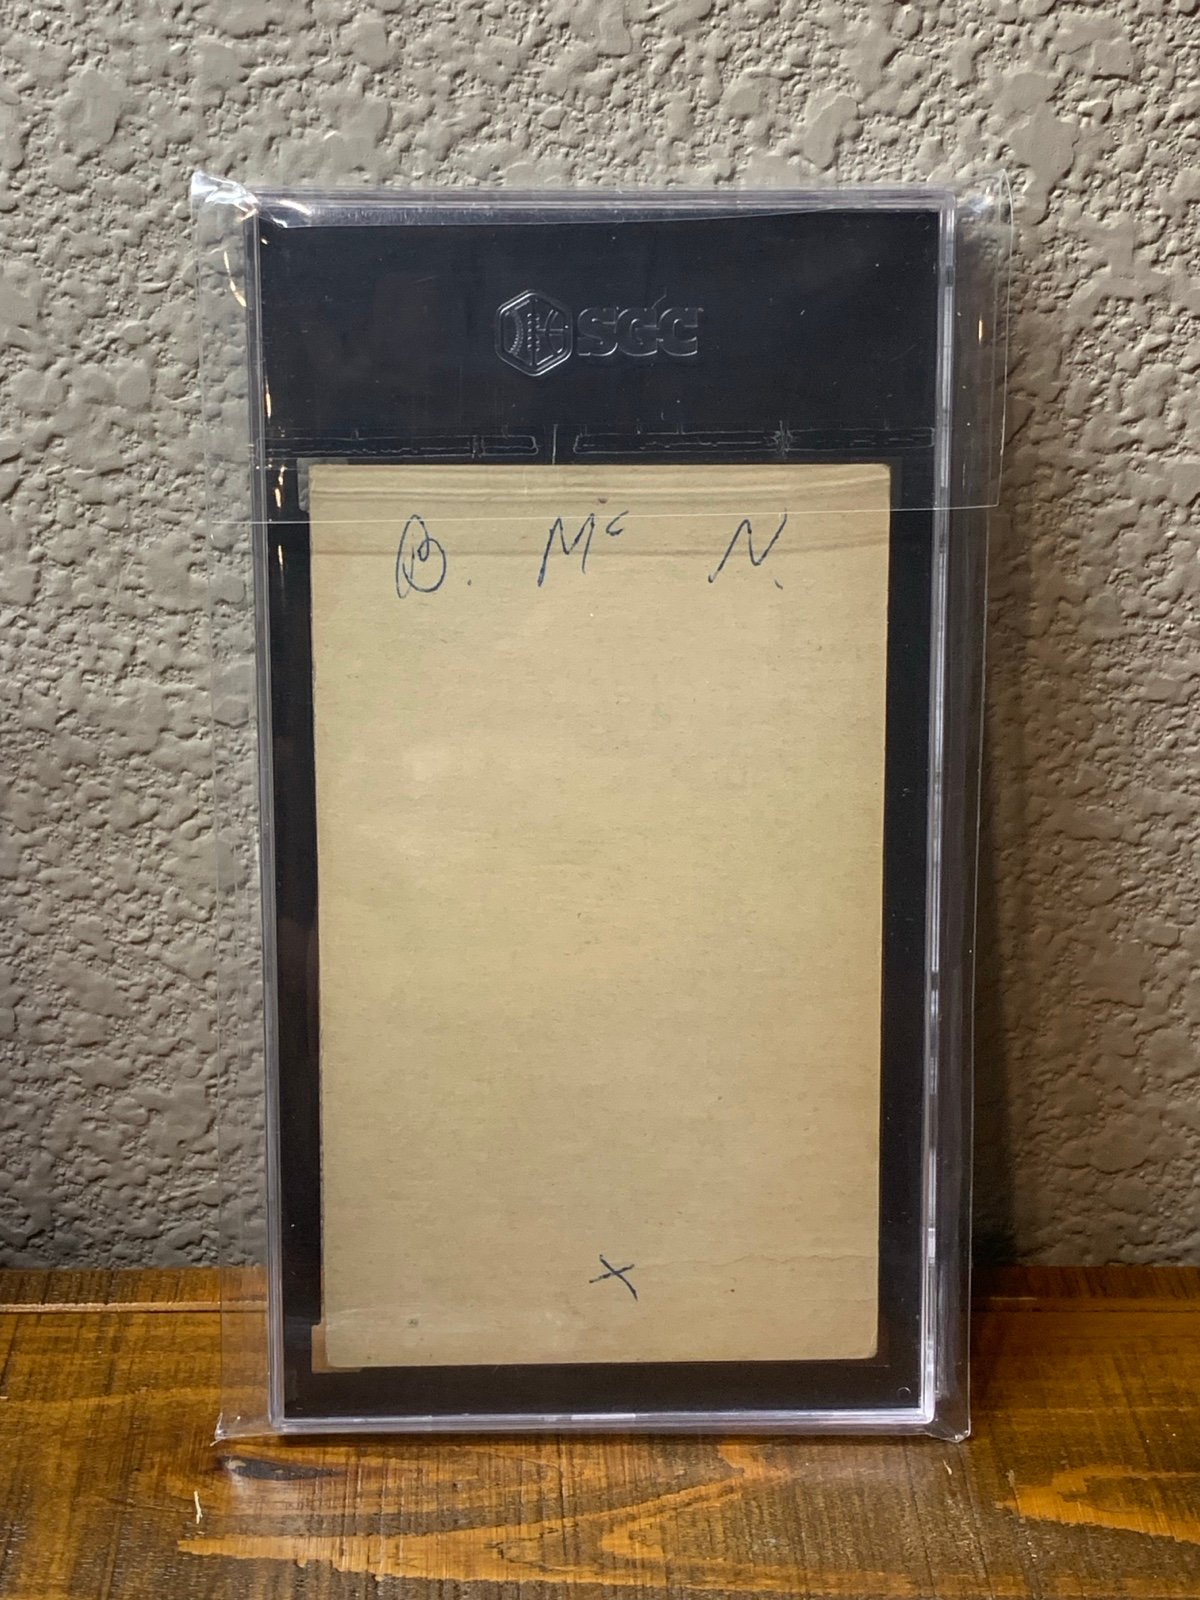 SGC
B. Mc N.
X